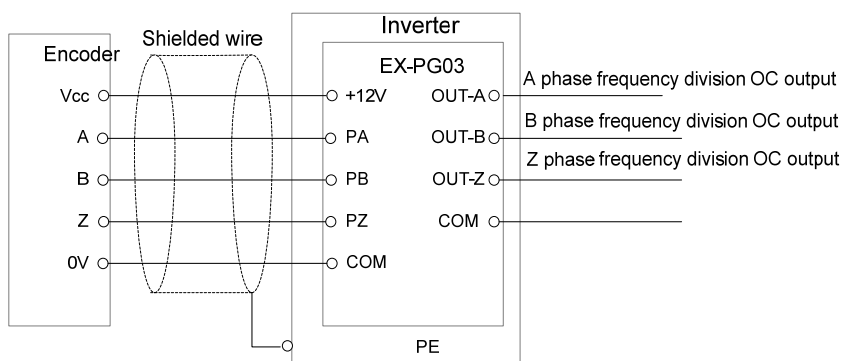 Inverter
Encoder
Shielded wire
EX-PG03
Vcc
+12V
OUT-A
A phase frequency division OC output
A
PA
OUT-B
B phase frequency division OC output
B
PB
OUT-Z
Z phase frequency division OC output
Z
PZ
COM
0V
COM
PE